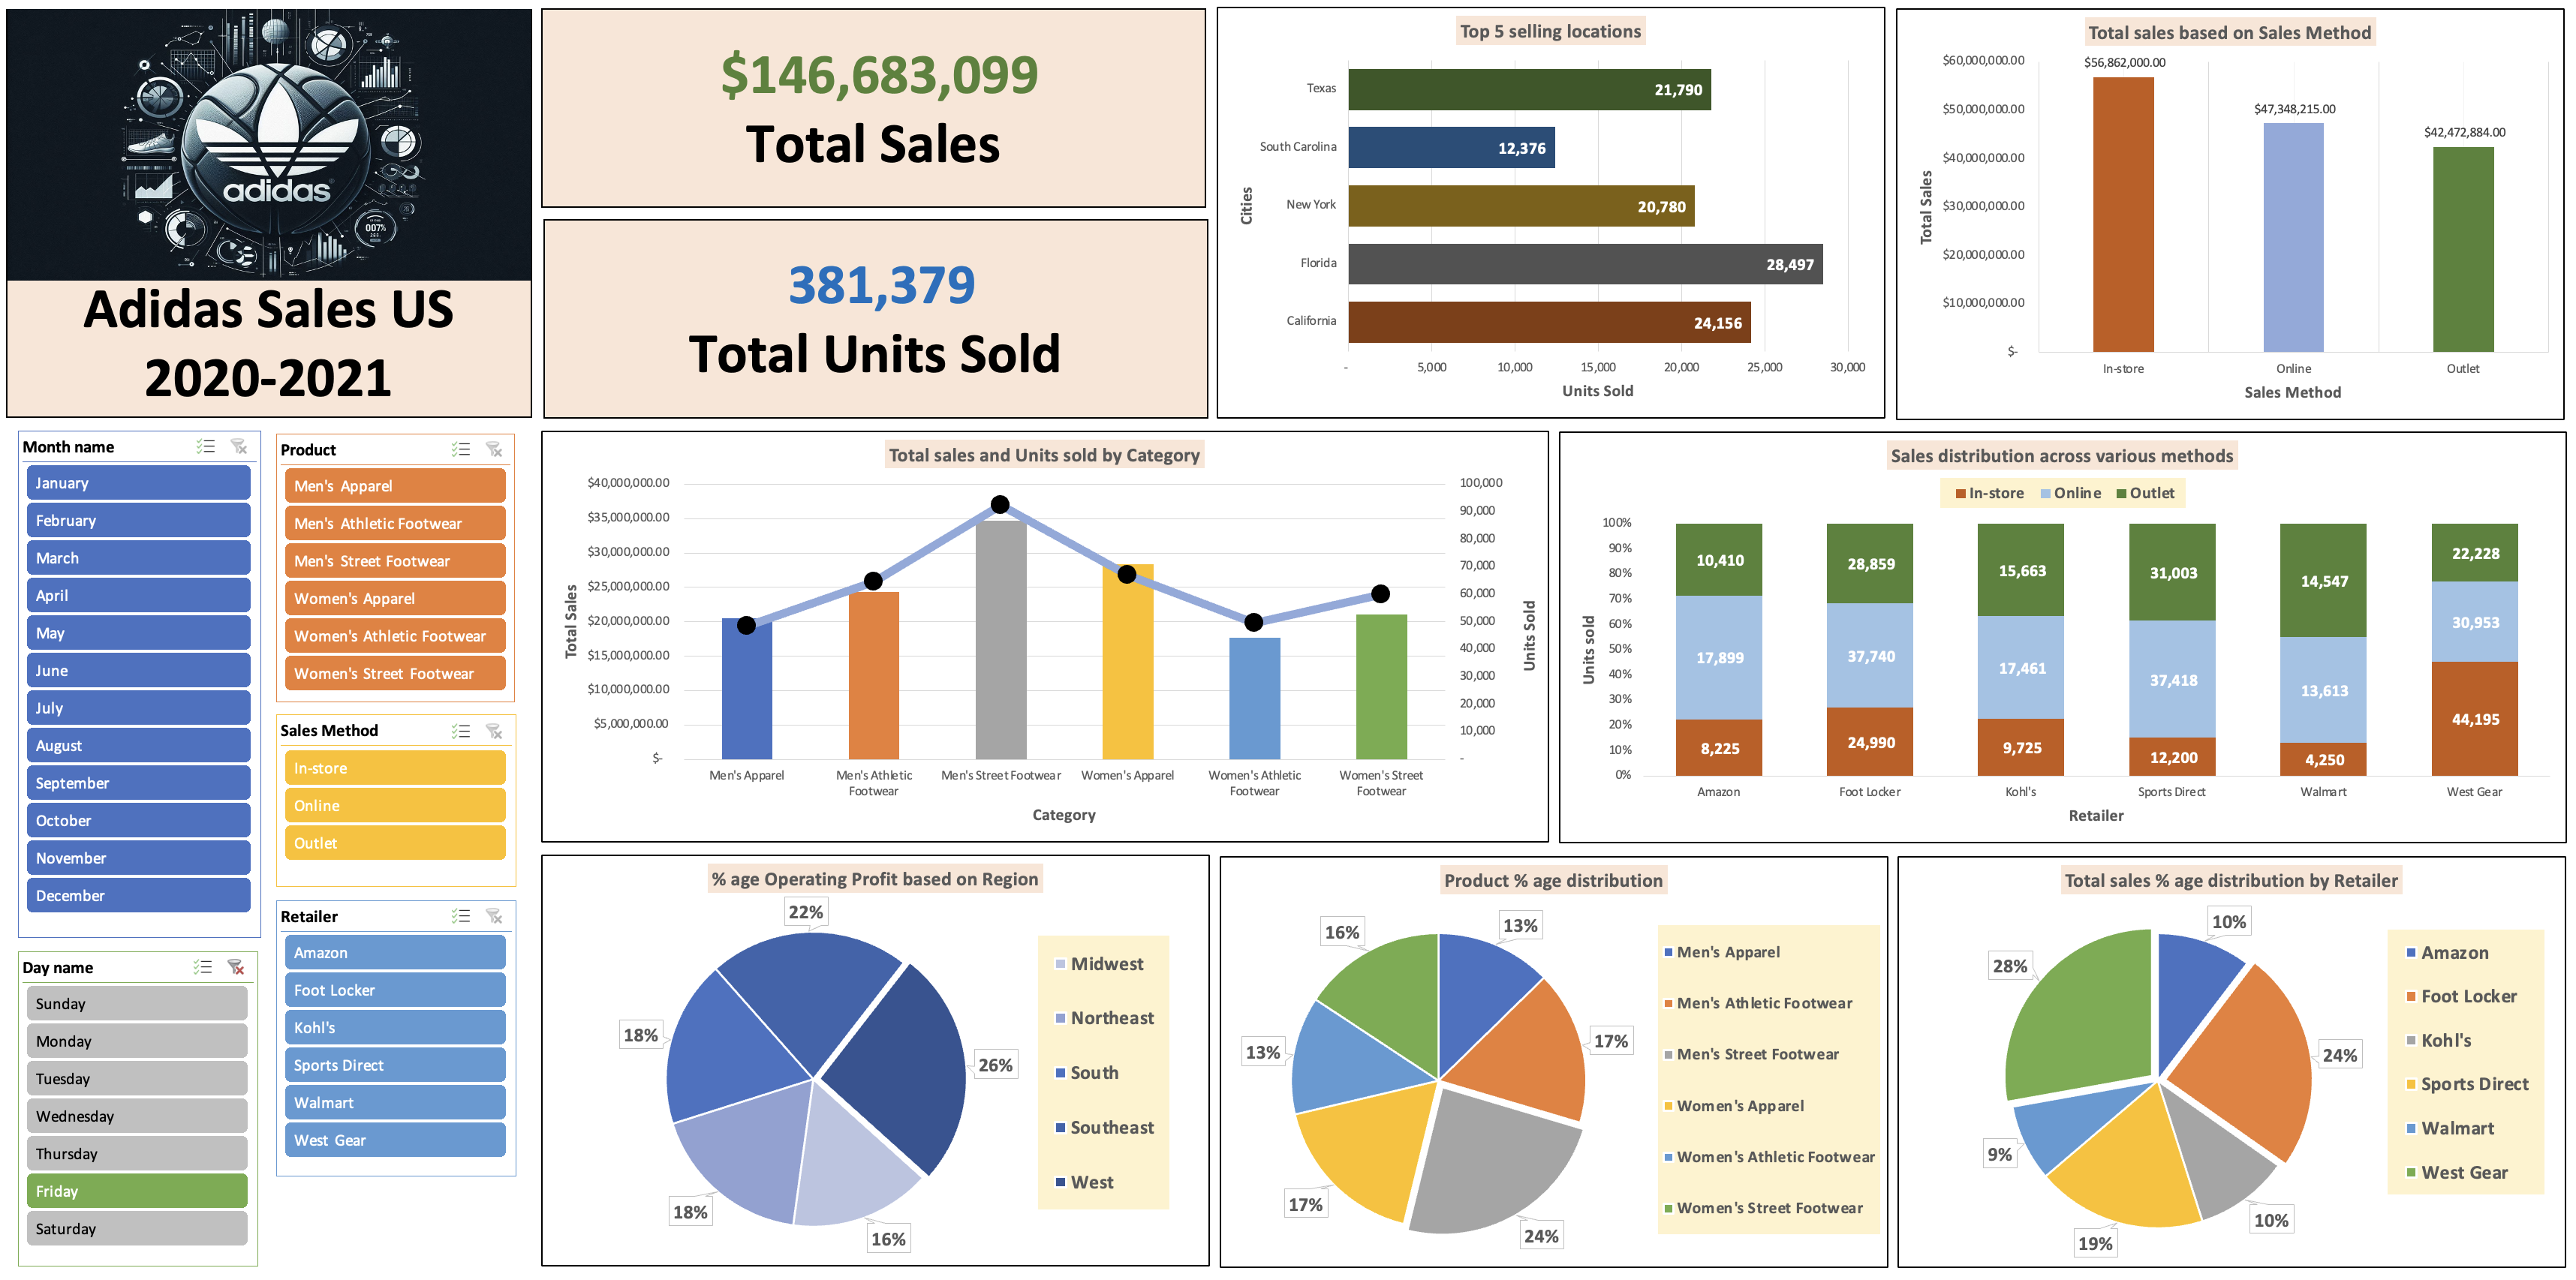 adidas
007%
Adidas Sales US
2020-2021
$146,683,099
Total Sales
381,379
Total Units Sold
Top 5 selling locations
Cities
Texas
21,790
South Carolina
12,376
New York
20,780
Florida
28,497
California
24,156
- 5,000 10,000 15,000 20,000 25,000 30,000
Units Sold
Total sales based on Sales Method
Total Sales
$60,000,000.00
$50,000,000.00
$40,000,000.00
$30,000,000.00
$20,000,000.00
$10,000,000.00
$-
$56,862,000.00
$47,348,215.00
$42,472,884.00
In-store Online Outlet
Sales Method
Month name
January
February
March
April
May
June
July
August
September
October
November
December
Day name
Sunday
Monday
Tuesday
Wednesday
Thursday
Friday
Saturday
Product
Men's Apparel
Men's Athletic Footwear
Men's Street Footwear
Women's Apparel
Women's Athletic Footwear
Women's Street Footwear
Sales Method
In-store
Online
Outlet
Retailer
Amazon
Foot Locker
Kohl's
Sports Direct
Walmart
West Gear
Total sales and Units sold by Category
Total Sales
$40,000,000.00
$35,000,000.00
$30,000,000.00
$25,000,000.00
$20,000,000.00
$15,000,000.00
$10,000,000.00
$5,000,000.00
$-
100,000
90,000
80,000
70,000
60,000
50,000
40,000
30,000
20,000
10,000
-
Units Sold
Men's Apparel
Men's Athletic
Footwear
Men's Street Footwear
Women's Apparel
Women's Athletic
Footwear
Women's Street
Footwear
Category
Sales distribution across various methods
In-store Online Outlet
Units sold
100%
90%
80%
70%
60%
50%
40%
30%
20%
10%
0%
10,410 28,859 15,663 31,003 14,547 22,228
17,899 37,740 17,461 37,418 13,613 30,953
8,225 24,990 9,725 12,200 4,250 44,195
Amazon Foot Locker Kohl's Sports Direct Walmart West Gear
Retailer
% age Operating Profit based on Region
22%
26%
16%
18%
18%
Midwest
Northeast
South
Southeast
West
Product % age distribution
13%
17%
24%
17%
13%
16%
Men's Apparel
Men's Athletic Footwear
Men's Street Footwear
Women's Apparel
Women's Athletic Footwear
Women's Street Footwear
Total sales % age distribution by Retailer
10%
24%
10%
19%
9%
28%
Amazon
Foot Locker
Kohl's
Sports Direct
Walmart
West Gear